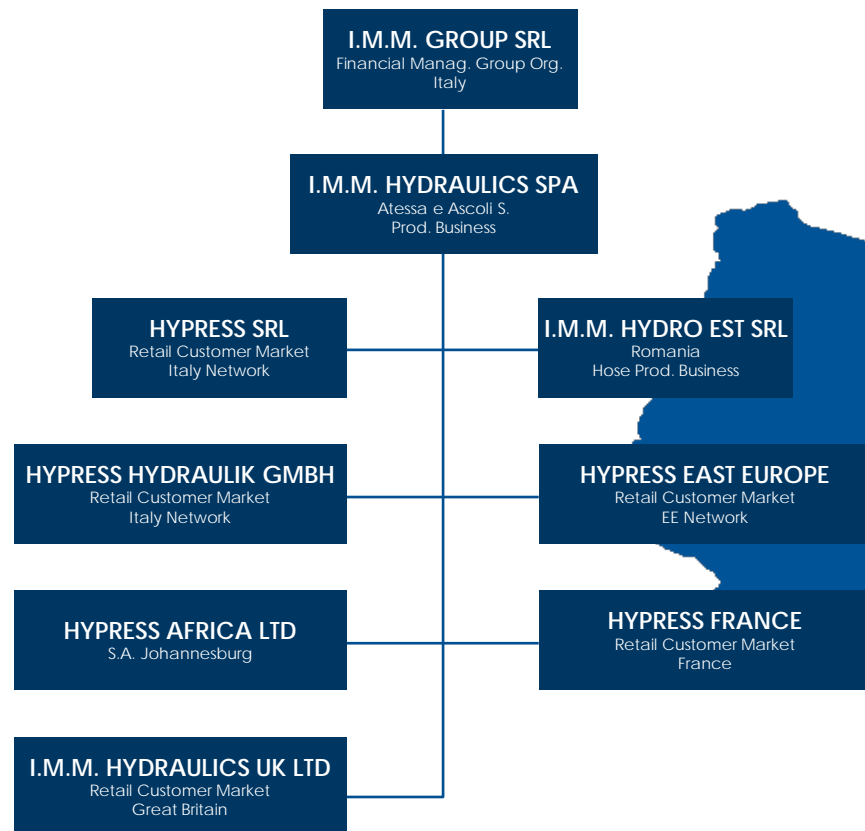 I.M.M. GROUP SRL
Financial Manag. Group Org.
Italy
I.M.M. HYDRAULICS SPA
Atessa e Ascoli S.
Prod. Business
HYPRESS SRL
Retail Customer Market
Italy Network
I.M.M. HYDRO EST SRL
Romania
Hose Prod. Business
HYPRESS HYDRAULIK GMBH
Retail Customer Market
Italy Network
HYPRESS EAST EUROPE
Retail Customer Market
EE Network
HYPRESS AFRICA LTD
S.A. Johannesburg
HYPRESS FRANCE
Retail Customer Market
France
I.M.M. HYDRAULICS UK LTD
Retail Customer Market
Great Britain